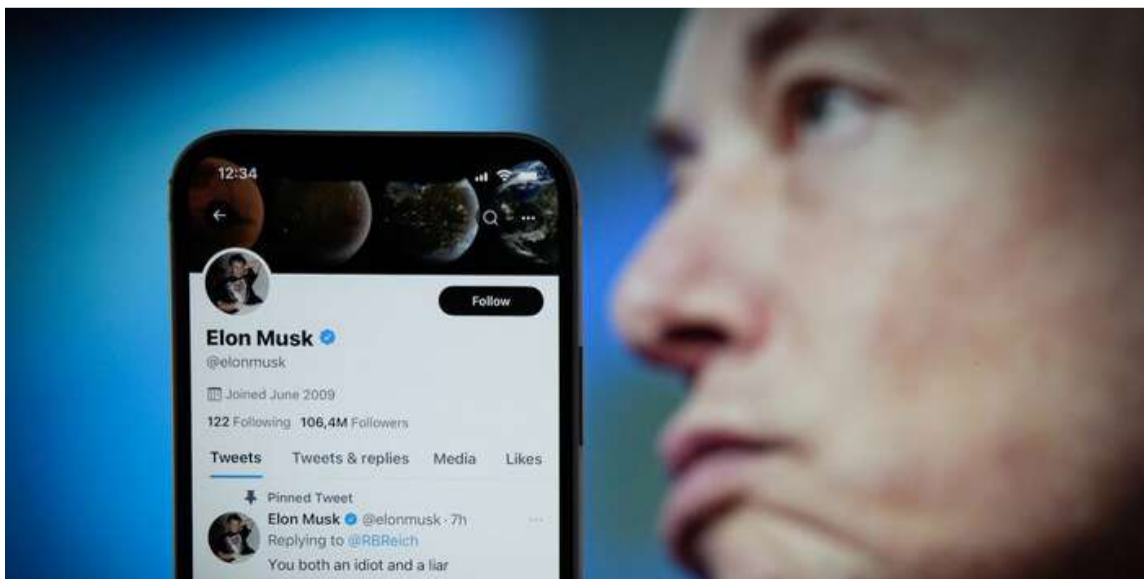 12:34
Follow
Elon Musk
@elonmusk
Joined June 2009
122 Following 106,4M Followers
Tweets Tweets & replies Media Likes
Pinned Tweet
Elon Musk @elonmusk · 7h
Replying to @RBReich
You both an idiot and a liar